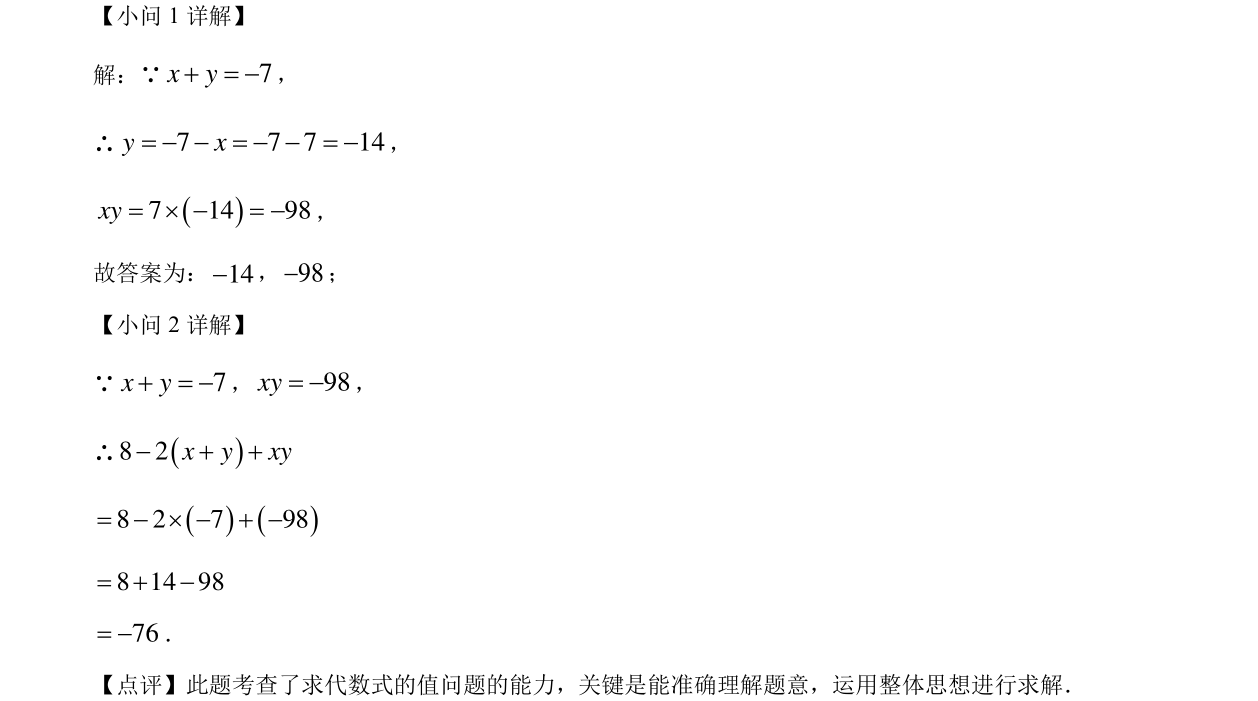 【小问 1 详解】
解：∵ x + y = −7，
∴ y = −7 − x = −7 − 7 = −14，
xy = 7×(−14) = −98，
故答案为：−14，−98；
【小问 2 详解】
∵ x + y = −7，xy = −98，
∴ 8 − 2(x + y) + xy
= 8 − 2×(−7) + (−98)
= 8 + 14 − 98
= −76．
【点评】此题考查了求代数式的值问题的能力，关键是能准确理解题意，运用整体思想进行求解．